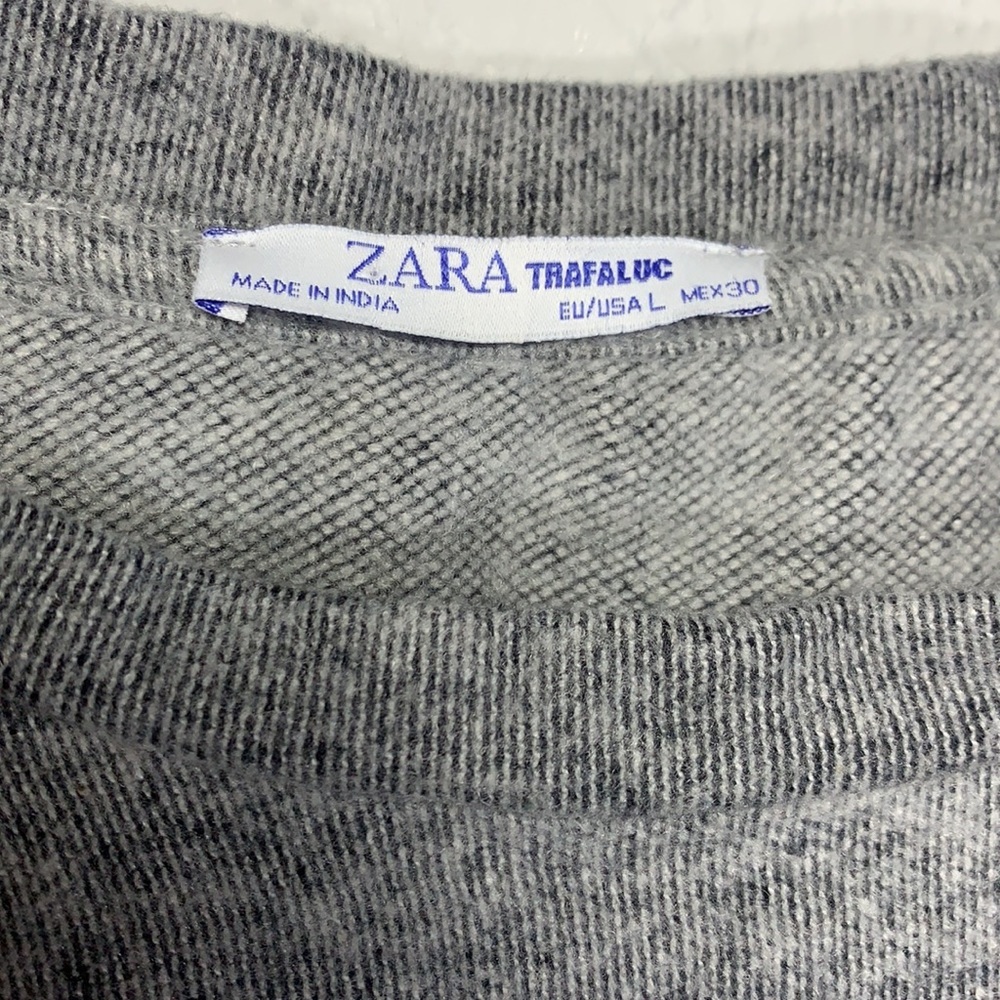 ZARA TRAFALUC
MADE IN INDIA EU/USA L MEX30